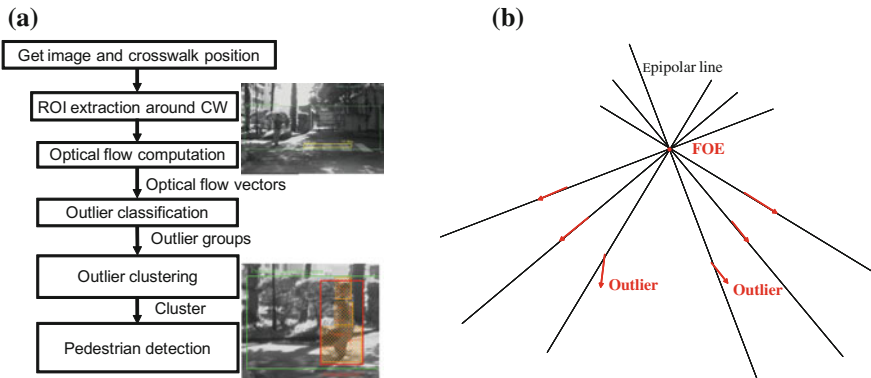 (a)
Get image and crosswalk position
ROI extraction around CW
Optical flow computation
Optical flow vectors
Outlier classification
Outlier groups
Outlier clustering
Cluster
Pedestrian detection
(b)
Epipolar line
FOE
Outlier
Outlier